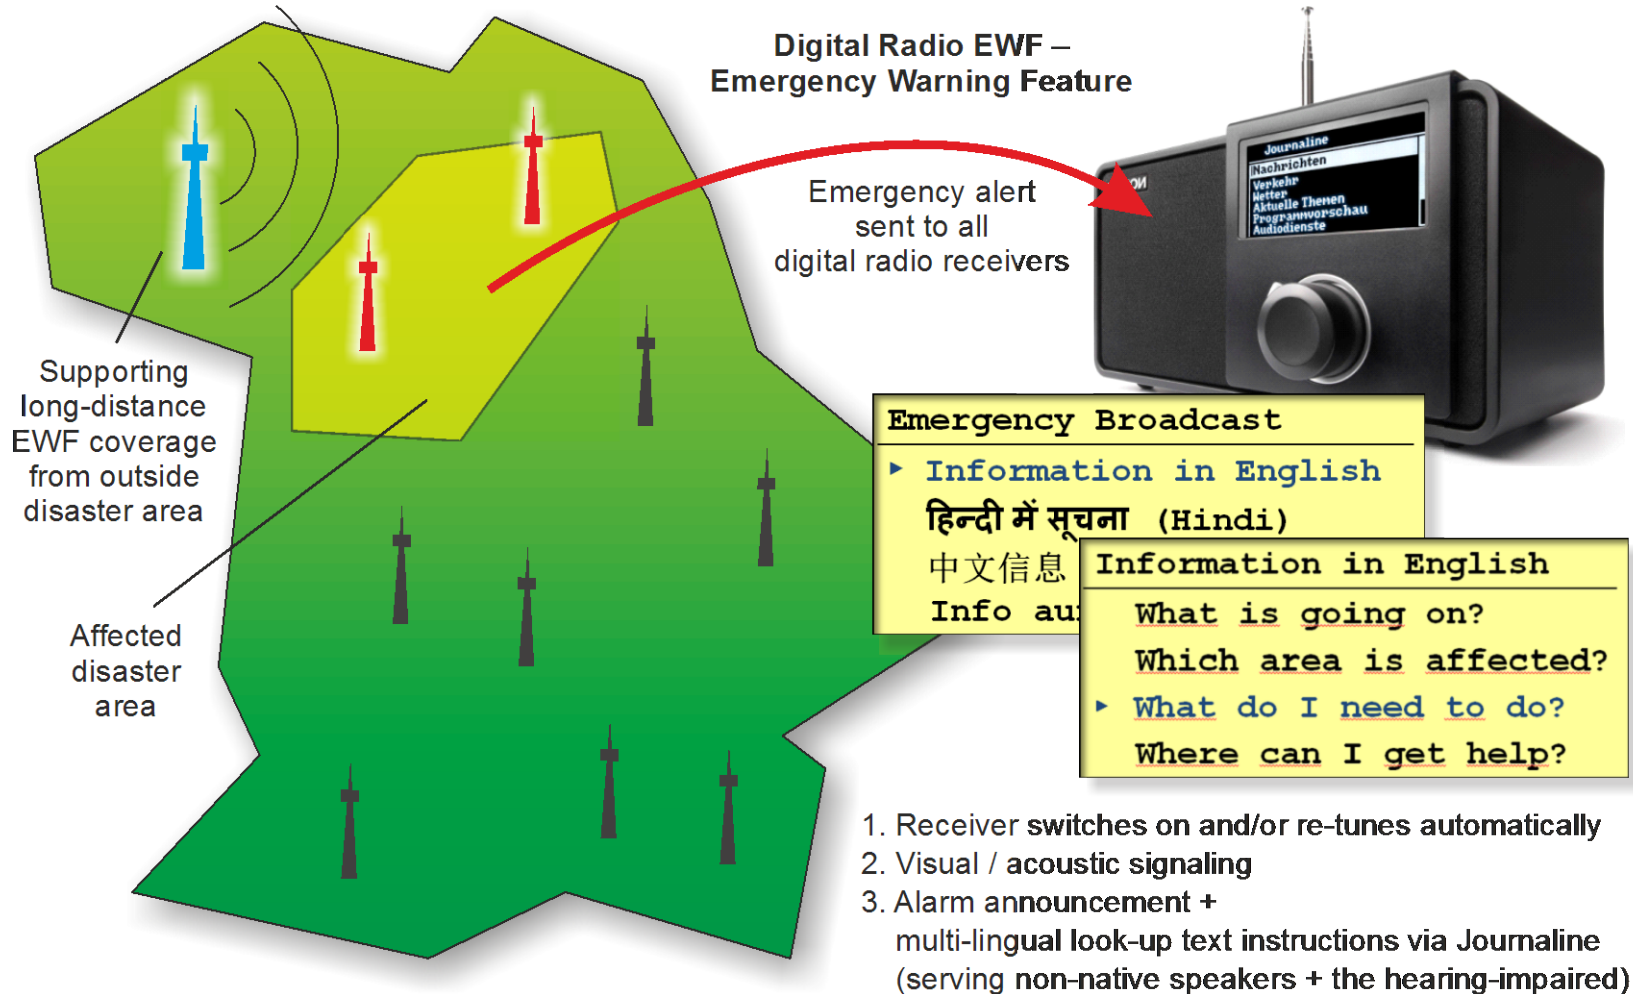 Digital Radio EWF –
Emergency Warning Feature
Emergency alert
sent to all
digital radio receivers
Journaline
Nachrichten
Verkehr
Wetter
Aktuelle Themen
Programmvorschau
Audiodienste
Supporting
long-distance
EWF coverage
from outside
disaster area
Affected
disaster
area
Emergency Broadcast
▸ Information in English
हिन्दी में सूचना (Hindi)
中文信息
Info
Information in English
What is going on?
Which area is affected?
▸ What do I need to do?
Where can I get help?
1. Receiver switches on and/or re-tunes automatically
2. Visual / acoustic signaling
3. Alarm announcement +
multi-lingual look-up text instructions via Journaline
(serving non-native speakers + the hearing-impaired)